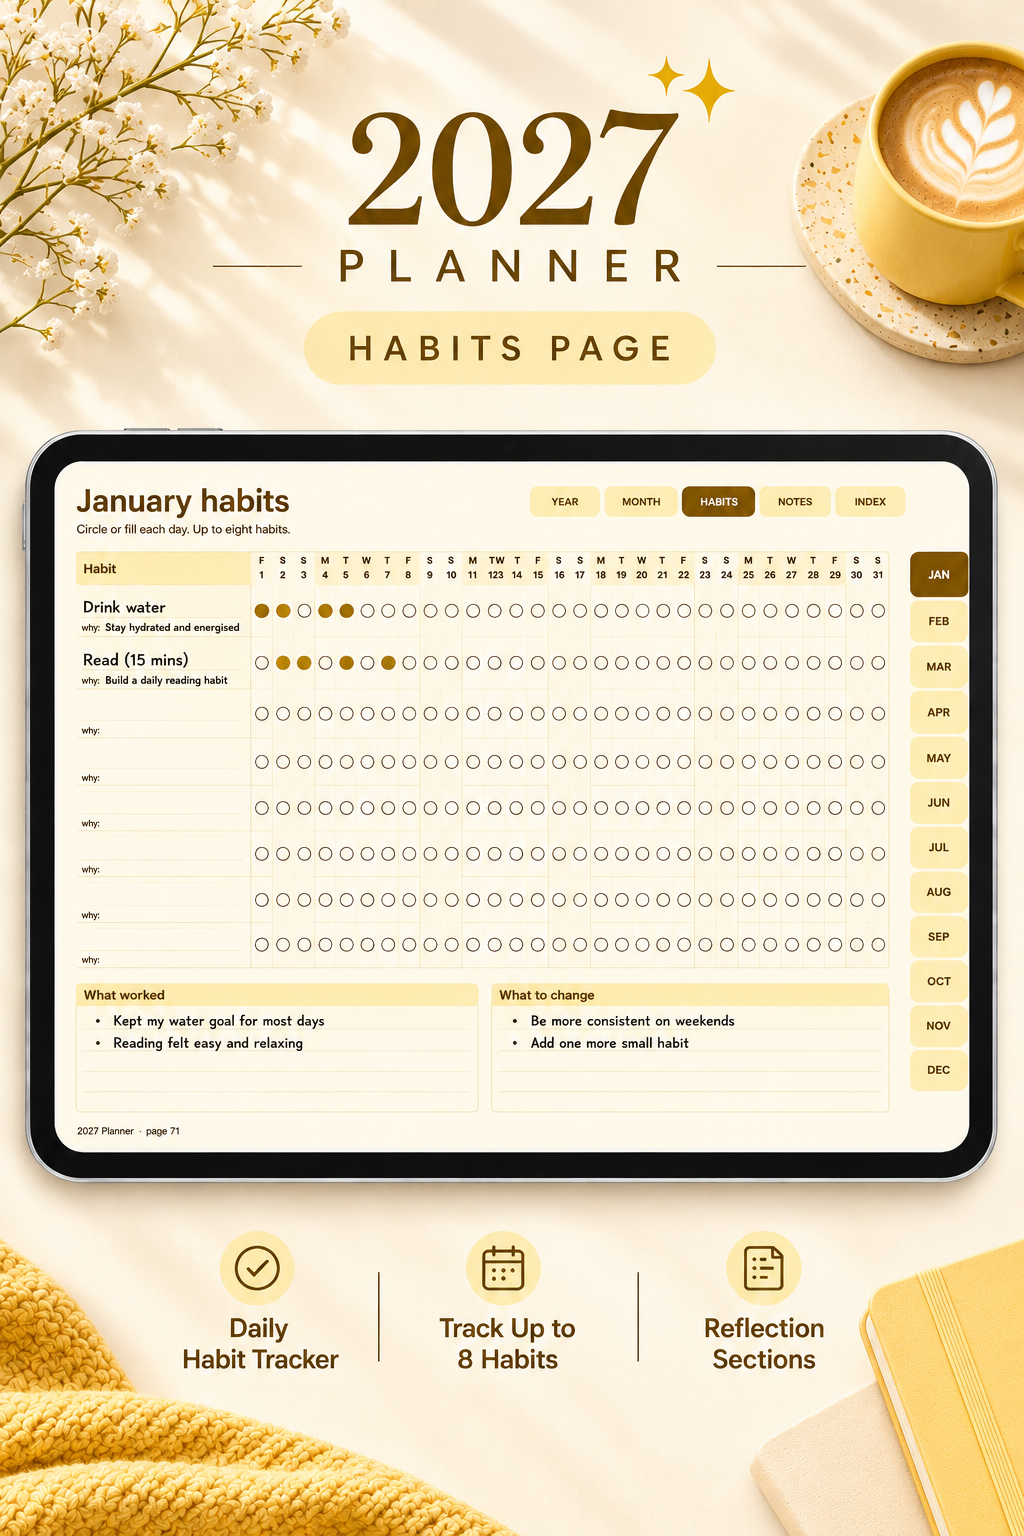 2027
PLANNER
HABITS PAGE
January habits
Circle or fill each day. Up to eight habits.
YEAR MONTH HABITS NOTES INDEX
Habit
F S S M T W T F S S M TW T F S S M T W T F S S M T W T F S S
1 2 3 4 5 6 7 8 9 10 11 123 14 15 16 17 18 19 20 21 22 23 24 25 26 27 28 29 30 31
Drink water
why: Stay hydrated and energised
Read (15 mins)
why: Build a daily reading habit
why:
why:
why:
why:
why:
why:
JAN
FEB
MAR
APR
MAY
JUN
JUL
AUG
SEP
OCT
NOV
DEC
What worked
• Kept my water goal for most days
• Reading felt easy and relaxing
What to change
• Be more consistent on weekends
• Add one more small habit
2027 Planner · page 71
Daily
Habit Tracker
Track Up to
8 Habits
Reflection
Sections